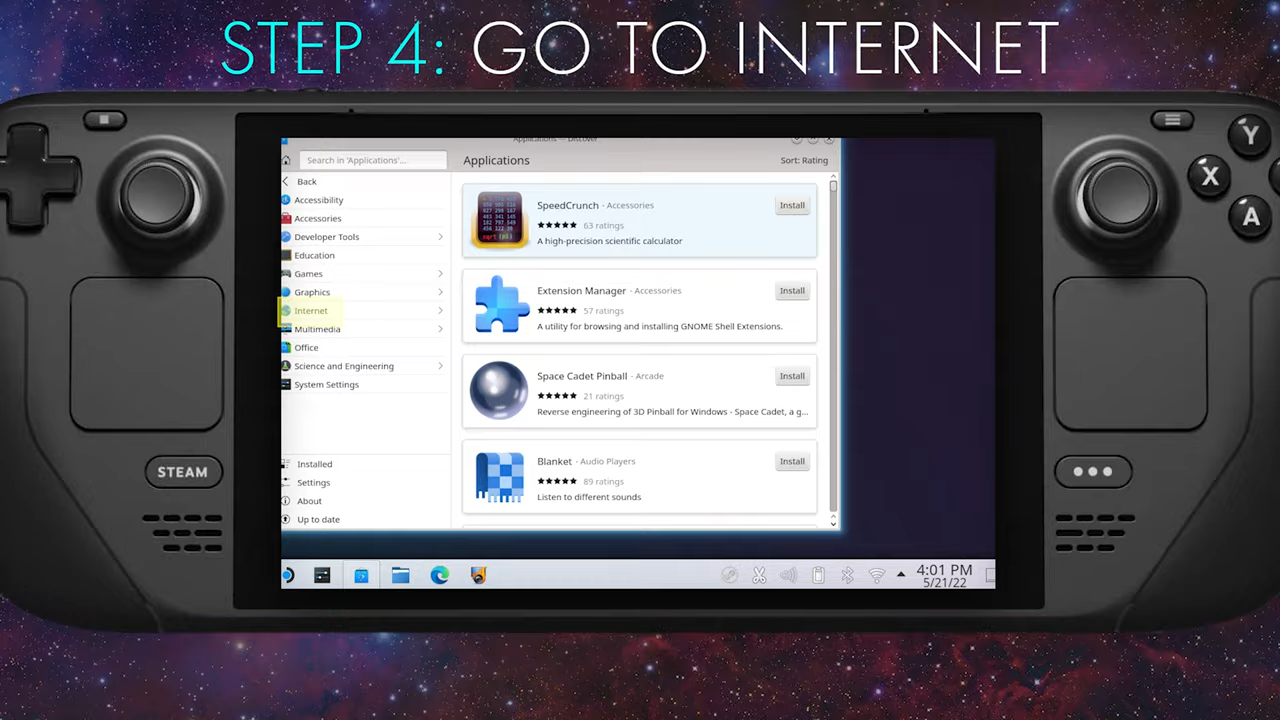 STEP 4: GO TO INTERNET
Applications — Discover
Search in 'Applications'...
Applications
Sort: Rating
Back
Accessibility
Accessories
Developer Tools
Education
Games
Graphics
Internet
Multimedia
Office
Science and Engineering
System Settings
Installed
Settings
About
Up to date
SpeedCrunch - Accessories
Install
★★★★★ 63 ratings
A high-precision scientific calculator
Extension Manager - Accessories
Install
★★★★★ 57 ratings
A utility for browsing and installing GNOME Shell Extensions.
Space Cadet Pinball - Arcade
Install
★★★★★ 21 ratings
Reverse engineering of 3D Pinball for Windows - Space Cadet, a g...
Blanket - Audio Players
Install
★★★★★ 89 ratings
Listen to different sounds
4:01 PM
5/21/22
STEAM
Y
X
A